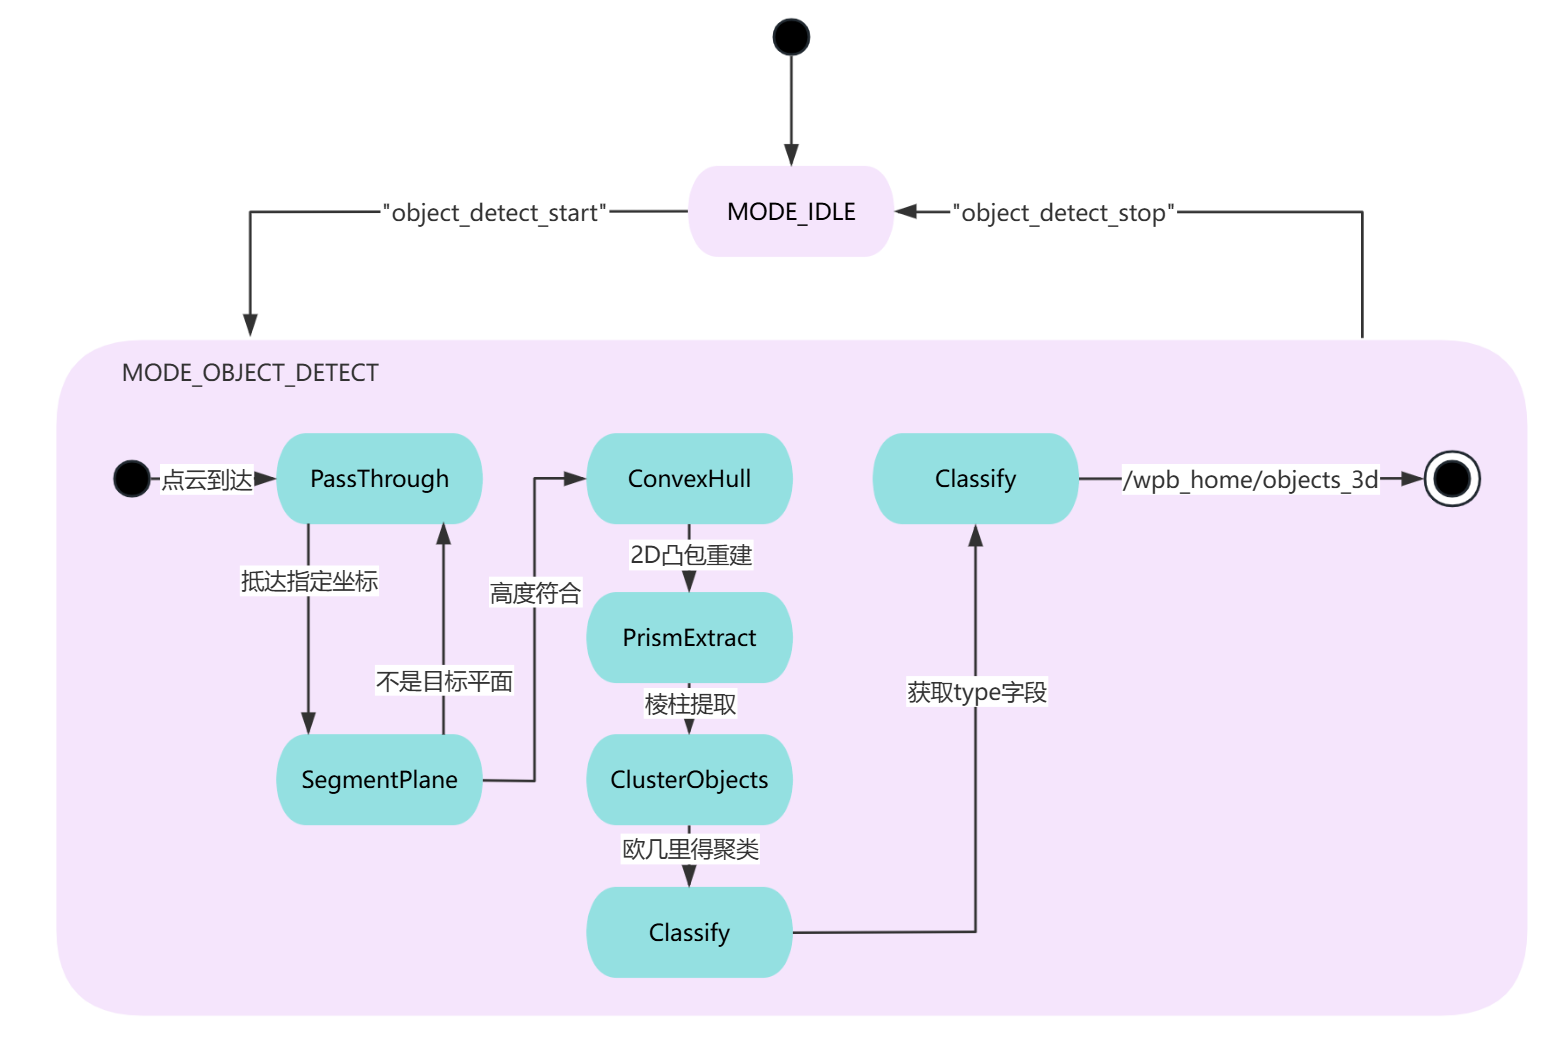 MODE_IDLE
"object_detect_start"
"object_detect_stop"
MODE_OBJECT_DETECT
点云到达
PassThrough
抵达指定坐标
不是目标平面
SegmentPlane
高度符合
ConvexHull
2D凸包重建
PrismExtract
棱柱提取
ClusterObjects
欧几里得聚类
Classify
获取type字段
Classify
/wpb_home/objects_3d